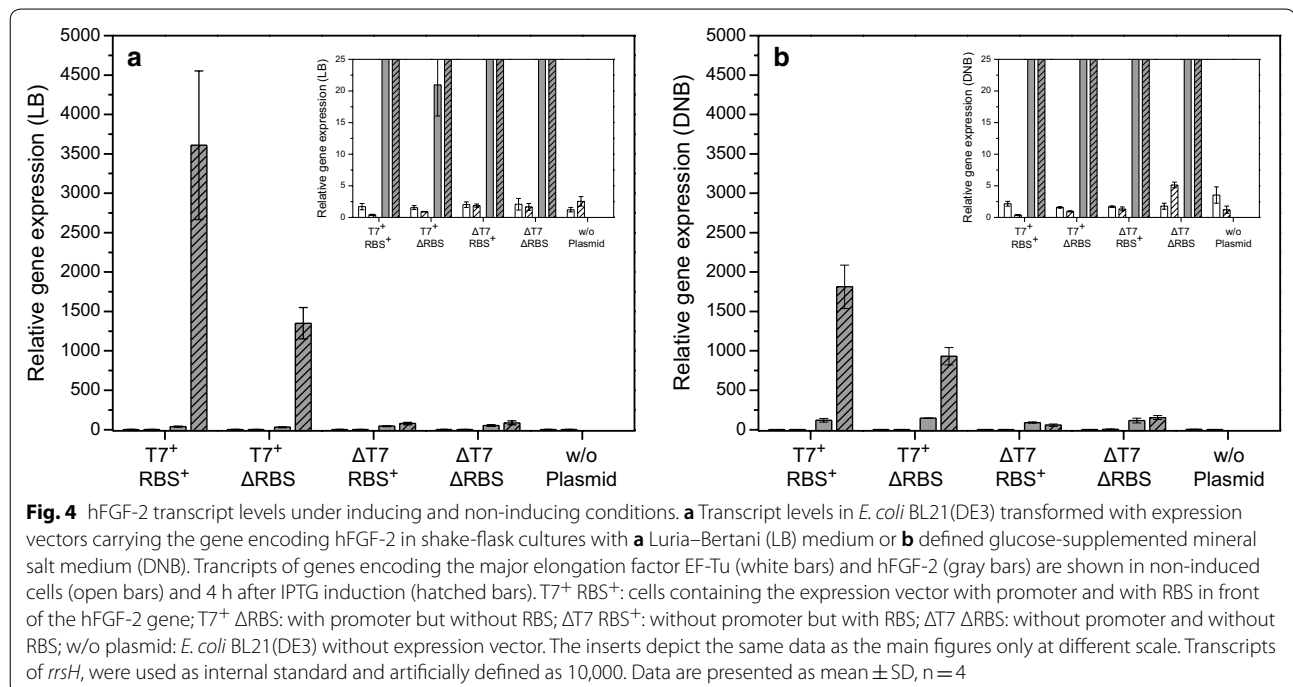 a
Relative gene expression (LB)
5000
4500
4000
3500
3000
2500
2000
1500
1000
500
0
T7+ RBS+
T7+ ΔRBS
ΔT7 RBS+
ΔT7 ΔRBS
w/o Plasmid
Relative gene expression (LB)
25
20
15
10
5
0
T7+ RBS+
T7+ ΔRBS
ΔT7 RBS+
ΔT7 ΔRBS
w/o Plasmid
b
Relative gene expression (DNB)
5000
4500
4000
3500
3000
2500
2000
1500
1000
500
0
T7+ RBS+
T7+ ΔRBS
ΔT7 RBS+
ΔT7 ΔRBS
w/o Plasmid
Relative gene expression (DNB)
25
20
15
10
5
0
T7+ RBS+
T7+ ΔRBS
ΔT7 RBS+
ΔT7 ΔRBS
w/o Plasmid
Fig. 4 hFGF-2 transcript levels under inducing and non-inducing conditions. a Transcript levels in E. coli BL21(DE3) transformed with expression
vectors carrying the gene encoding hFGF-2 in shake-flask cultures with a Luria–Bertani (LB) medium or b defined glucose-supplemented mineral
salt medium (DNB). Trancripts of genes encoding the major elongation factor EF-Tu (white bars) and hFGF-2 (gray bars) are shown in non-induced
cells (open bars) and 4 h after IPTG induction (hatched bars). T7+ RBS+: cells containing the expression vector with promoter and with RBS in front
of the hFGF-2 gene; T7+ ΔRBS: with promoter but without RBS; ΔT7 RBS+: without promoter but with RBS; ΔT7 ΔRBS: without promoter and without
RBS; w/o plasmid: E. coli BL21(DE3) without expression vector. The inserts depict the same data as the main figures only at different scale. Transcripts
of rrsH, were used as internal standard and artificially defined as 10,000. Data are presented as mean ± SD, n = 4